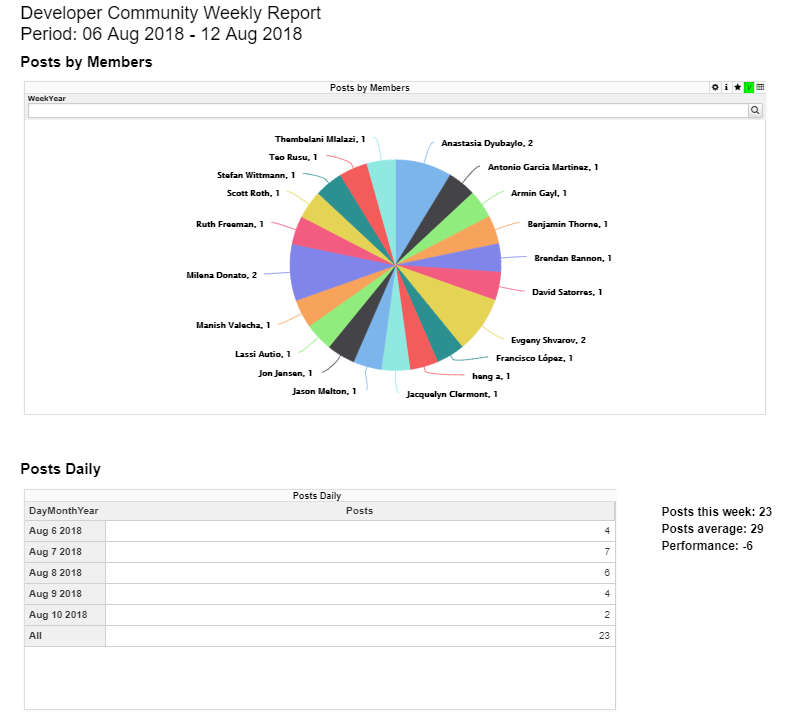 Developer Community Weekly Report
Period: 06 Aug 2018 - 12 Aug 2018
Posts by Members
Posts by Members
WeekYear
Thembelani Mlalazi, 1
Anastasia Dyubaylo, 2
Teo Rusu, 1
Antonio Garcia Martinez, 1
Stefan Wittmann, 1
Scott Roth, 1
Armin Gayl, 1
Ruth Freeman, 1
Benjamin Thorne, 1
Brendan Bannon, 1
Milena Donato, 2
David Satorres, 1
Manish Valecha, 1
Evgeny Shvarov, 2
Lassi Autio, 1
Francisco López, 1
Jon Jensen, 1
heng a, 1
Jason Melton, 1
Jacquelyn Clermont, 1
Posts Daily
Posts Daily
DayMonthYear Posts
Aug 6 2018 4
Aug 7 2018 7
Aug 8 2018 6
Aug 9 2018 4
Aug 10 2018 2
All 23
Posts this week: 23
Posts average: 29
Performance: -6